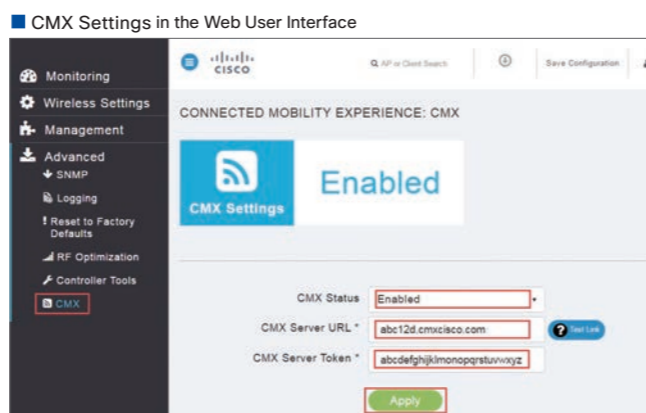 CMX Settings in the Web User Interface
CISCO
AP or Client Search
Save Configuration
Monitoring
Wireless Settings
Management
Advanced
SNMP
Logging
! Reset to Factory
Defaults
RF Optimization
Controller Tools
CMX
CONNECTED MOBILITY EXPERIENCE: CMX
CMX Settings
Enabled
CMX Status
Enabled
CMX Server URL *
abc12d.cmxcisco.com
? Test Link
CMX Server Token *
abcdefghijklmonopqrstuvwxyz
Apply